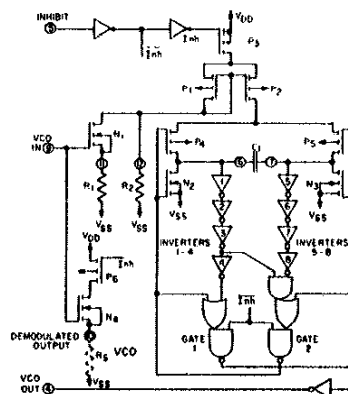 INHIBIT
5
VDD
Inh
Inh
P3
P1
P2
VCO
IN 9
N1
P4
P5
C1
6
7
11
12
R1
R2
N2
N3
VSS
VSS
VSS
VSS
1
2
3
4
5
6
7
8
INVERTERS
1-4
INVERTERS
5-8
VDD
Inh
P6
N8
Inh
DEMODULATED
OUTPUT
VCO
GATE
1
GATE
2
RS
VSS
VCO
OUT 4